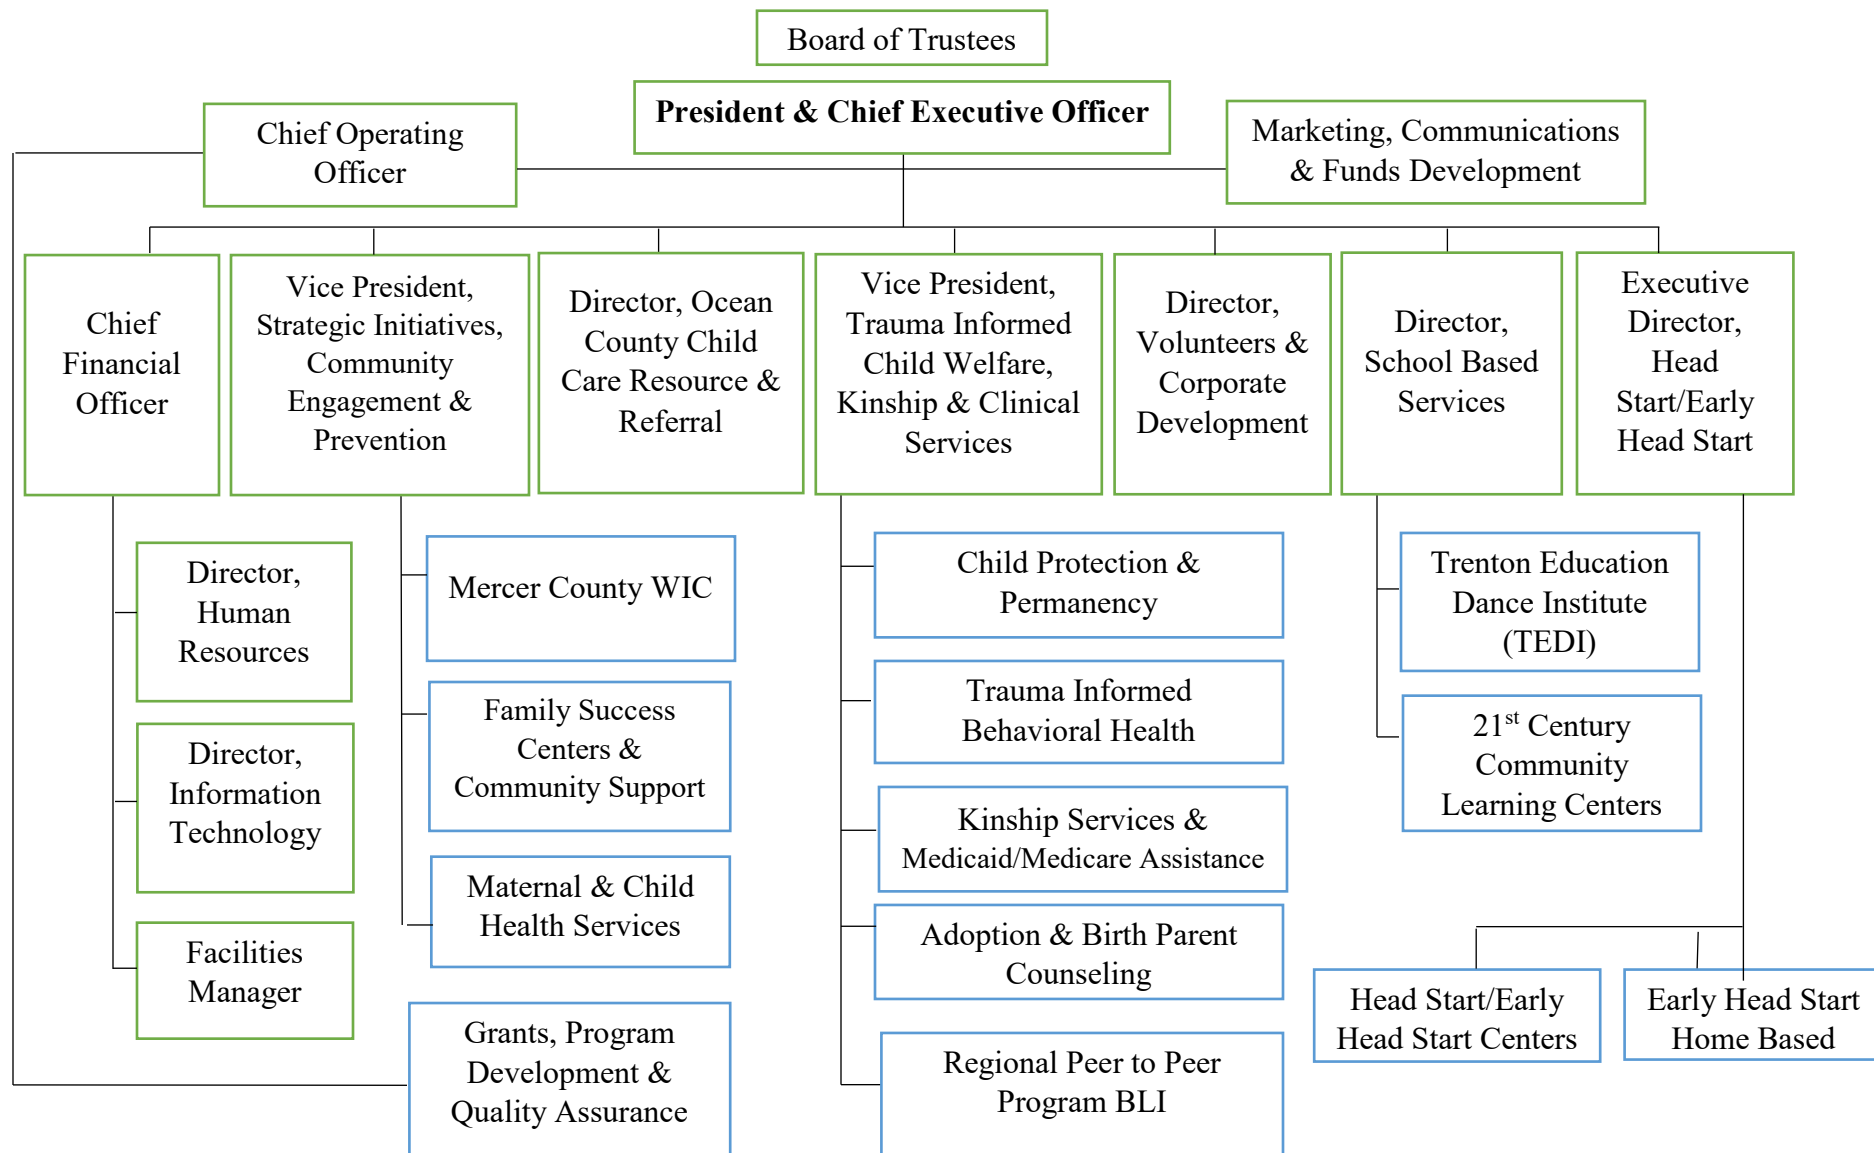 Board of Trustees
President & Chief Executive Officer
Chief Operating
Officer
Marketing, Communications
& Funds Development
Chief
Financial
Officer
Vice President,
Strategic Initiatives,
Community
Engagement &
Prevention
Director, Ocean
County Child
Care Resource &
Referral
Vice President,
Trauma Informed
Child Welfare,
Kinship & Clinical
Services
Director,
Volunteers &
Corporate
Development
Director,
School Based
Services
Executive
Director,
Head
Start/Early
Head Start
Director,
Human
Resources
Director,
Information
Technology
Facilities
Manager
Mercer County WIC
Family Success
Centers &
Community Support
Maternal & Child
Health Services
Grants, Program
Development &
Quality Assurance
Child Protection &
Permanency
Trauma Informed
Behavioral Health
Kinship Services &
Medicaid/Medicare Assistance
Adoption & Birth Parent
Counseling
Regional Peer to Peer
Program BLI
Trenton Education
Dance Institute
(TEDI)
21st Century
Community
Learning Centers
Head Start/Early
Head Start Centers
Early Head Start
Home Based